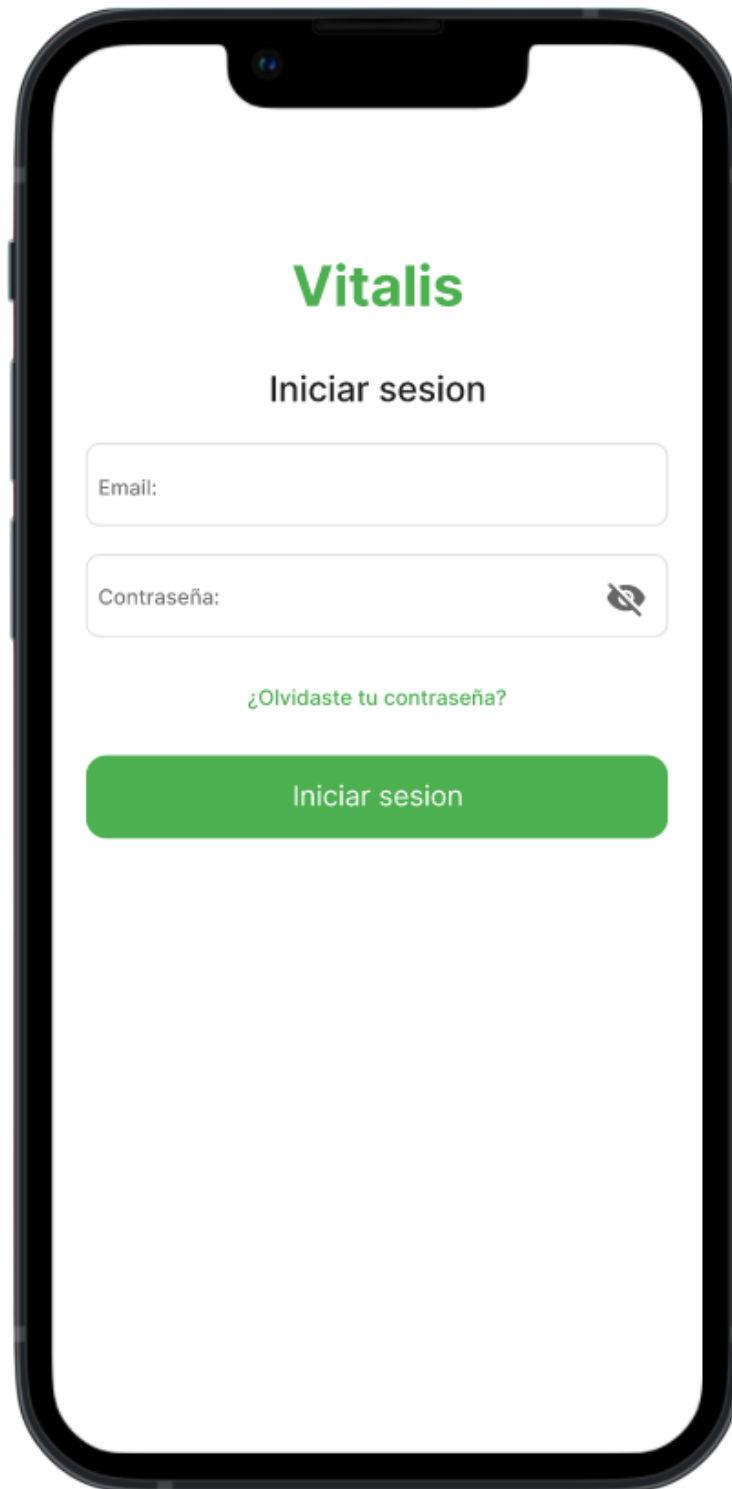 Vitalis
Iniciar sesion
Email:
Contraseña:
¿Olvidaste tu contraseña?
Iniciar sesion